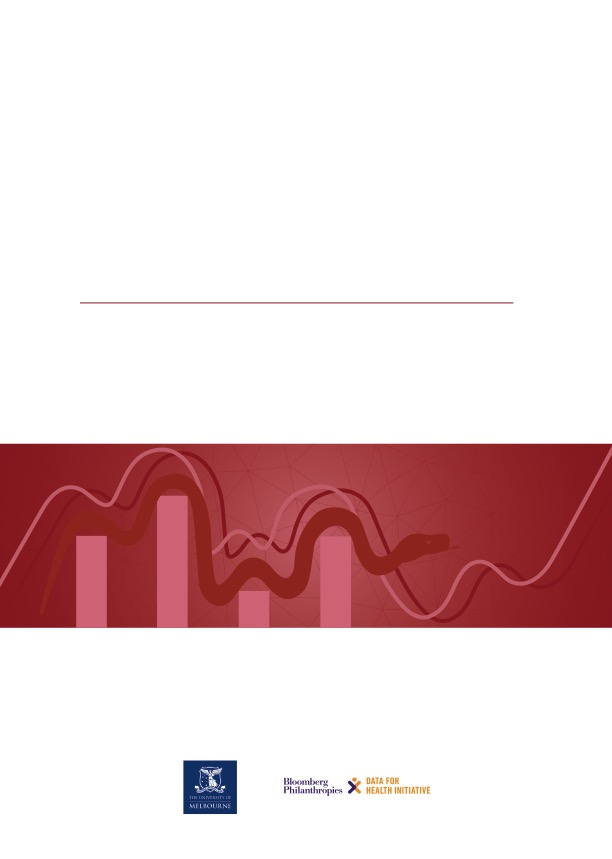 THE UNIVERSITY OF
MELBOURNE
Bloomberg
Philanthropies
DATA FOR
HEALTH INITIATIVE